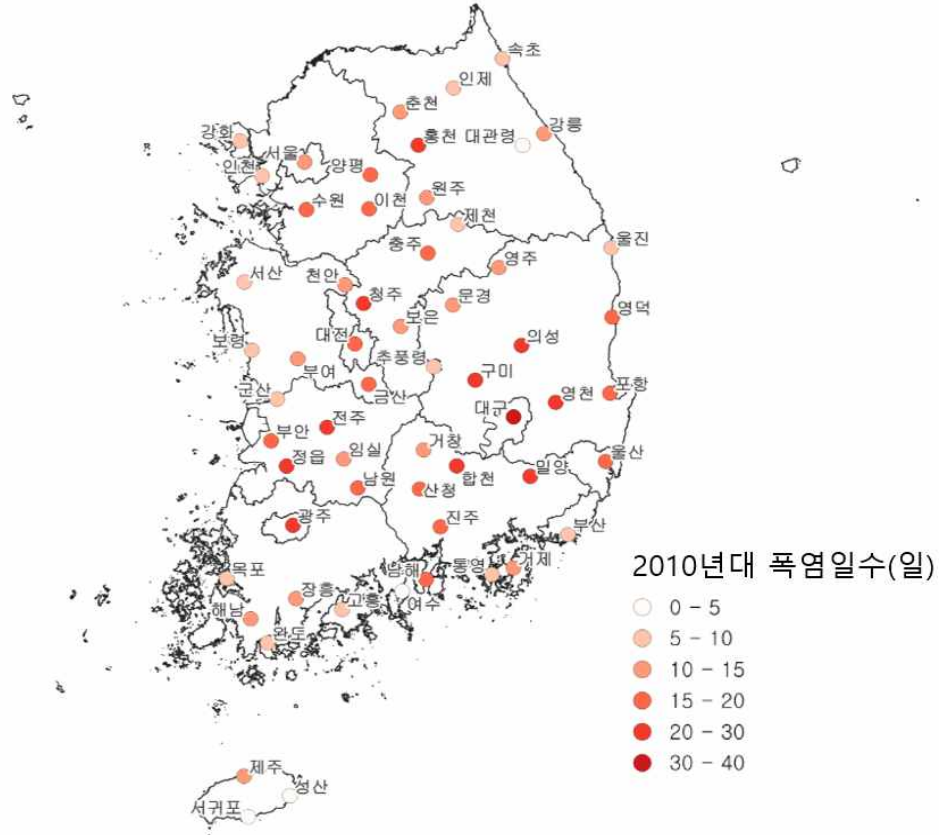 속초
인제
춘천
강릉
홍천 대관령
강화
서울
인천
양평
수원
이천
원주
제천
충주
울진
영주
서산
천안
청주
문경
영덕
보은
대전
의성
보령
추풍령
부여
구미
금산
군산
영천
포항
대구
전주
부안
거창
임실
정읍
합천
밀양
울산
남원
산청
광주
진주
부산
목포
남해
통영
거제
장흥
고흥
여수
해남
완도
제주
성산
서귀포
2010년대 폭염일수(일)
0 - 5
5 - 10
10 - 15
15 - 20
20 - 30
30 - 40